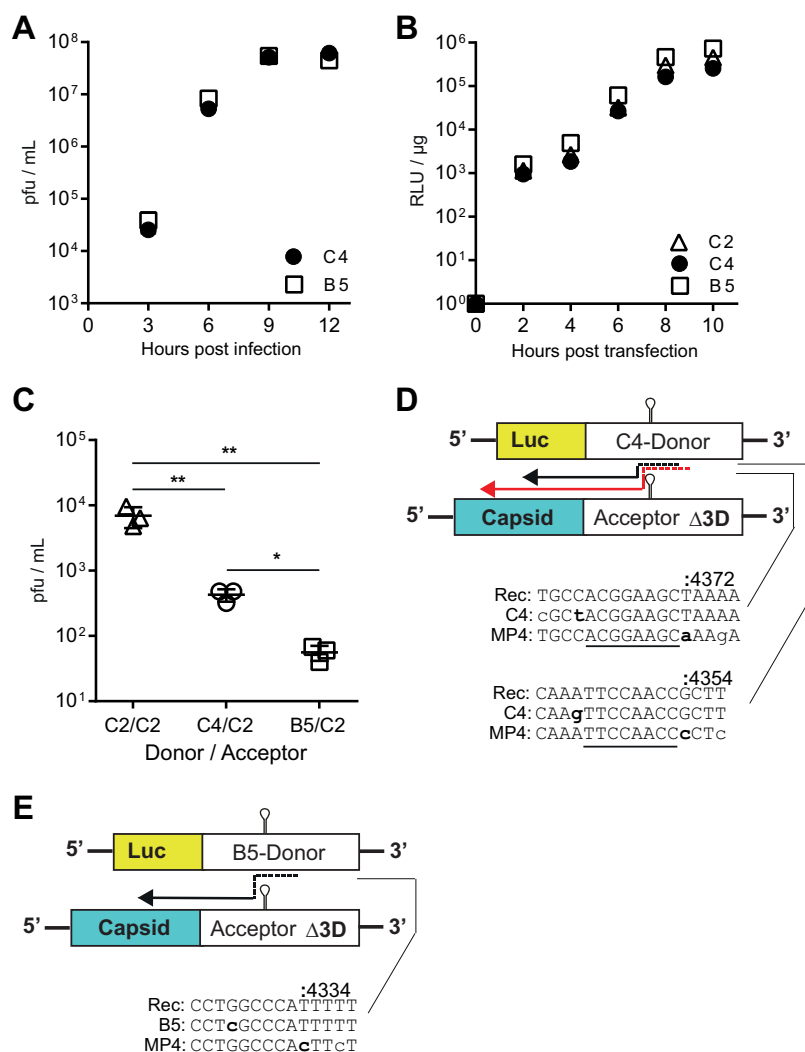 A
10⁸
10⁷
10⁶
10⁵
10⁴
10³
pfu / mL
0 3 6 9 12
Hours post infection
C4
B5
B
10⁶
10⁵
10⁴
10³
10²
10¹
10⁰
RLU / µg
0 2 4 6 8 10
Hours post transfection
C2
C4
B5
C
10⁵
10⁴
10³
10²
10¹
pfu / mL
**
**
*
C2/C2 C4/C2 B5/C2
Donor / Acceptor
D
5’ Luc C4-Donor 3’
5’ Capsid Acceptor Δ3D 3’
:4372
Rec: TGCCACGGAAGCTAAAA
C4: cGCtACGGAAGCTAAAA
MP4: TGCCACGGAAGCaAAgA
:4354
Rec: CAAATTCCAACCGCTT
C4: CAAgTTCCAACCGCTT
MP4: CAAATTCCAACCcCTc
E
5’ Luc B5-Donor 3’
5’ Capsid Acceptor Δ3D 3’
:4334
Rec: CCTGGCCCATTTTT
B5: CCTcGCCCATTTTT
MP4: CCTGGCCCAcTTcT